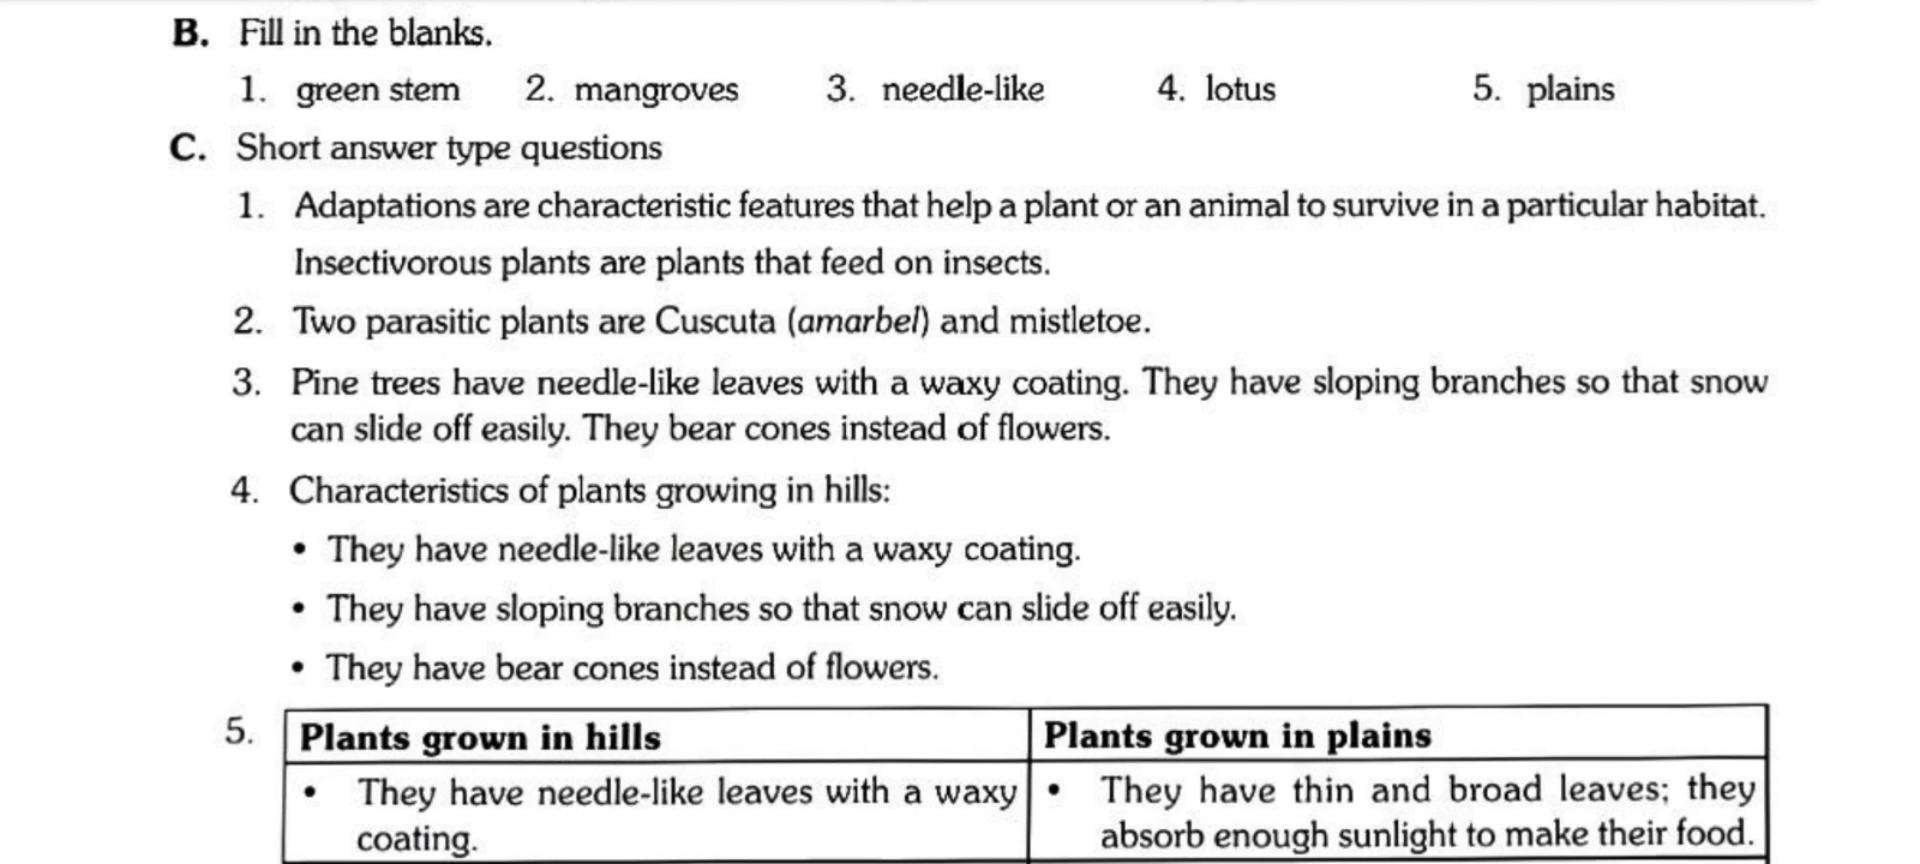 B. Fill in the blanks.
1. green stem 2. mangroves 3. needle-like 4. lotus 5. plains
C. Short answer type questions
1. Adaptations are characteristic features that help a plant or an animal to survive in a particular habitat.
Insectivorous plants are plants that feed on insects.
2. Two parasitic plants are Cuscuta (amarbel) and mistletoe.
3. Pine trees have needle-like leaves with a waxy coating. They have sloping branches so that snow
can slide off easily. They bear cones instead of flowers.
4. Characteristics of plants growing in hills:
• They have needle-like leaves with a waxy coating.
• They have sloping branches so that snow can slide off easily.
• They have bear cones instead of flowers.
5. Plants grown in hills Plants grown in plains
• They have needle-like leaves with a waxy • They have thin and broad leaves; they
coating. absorb enough sunlight to make their food.